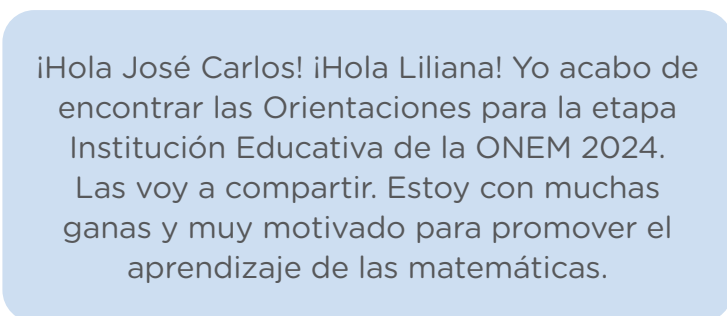 ¡Hola José Carlos! ¡Hola Liliana! Yo acabo de
encontrar las Orientaciones para la etapa
Institución Educativa de la ONEM 2024.
Las voy a compartir. Estoy con muchas
ganas y muy motivado para promover el
aprendizaje de las matemáticas.